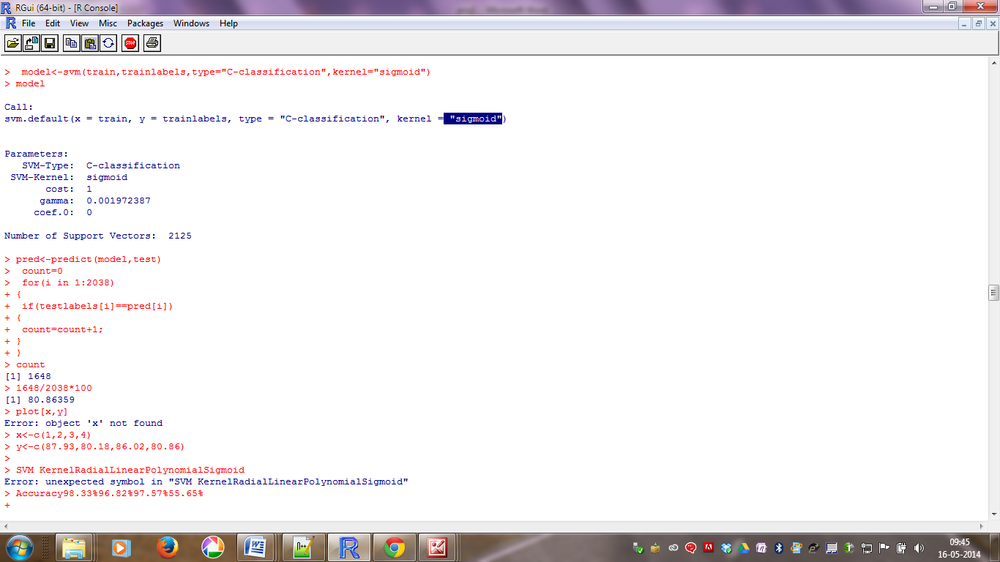 RGui (64-bit) - [R Console]
File Edit View Misc Packages Windows Help
STOP
>  model<-svm(train,trainlabels,type="C-classification",kernel="sigmoid")
> model
Call:
svm.default(x = train, y = trainlabels, type = "C-classification", kernel = "sigmoid")
Parameters:
SVM-Type:  C-classification
SVM-Kernel:  sigmoid
cost:  1
gamma:  0.001972387
coef.0:  0
Number of Support Vectors:  2125
> pred<-predict(model,test)
>  count=0
>  for(i in 1:2038)
+ {
+  if(testlabels[i]==pred[i])
+ {
+  count=count+1;
+ }
+ }
> count
[1] 1648
> 1648/2038*100
[1] 80.86359
> plot[x,y]
Error: object 'x' not found
> x<-c(1,2,3,4)
> y<-c(87.93,80.18,86.02,80.86)
>
> SVM KernelRadialLinearPolynomialSigmoid
Error: unexpected symbol in "SVM KernelRadialLinearPolynomialSigmoid"
> Accuracy98.33%96.82%97.57%55.65%
+
09:45
16-05-2014